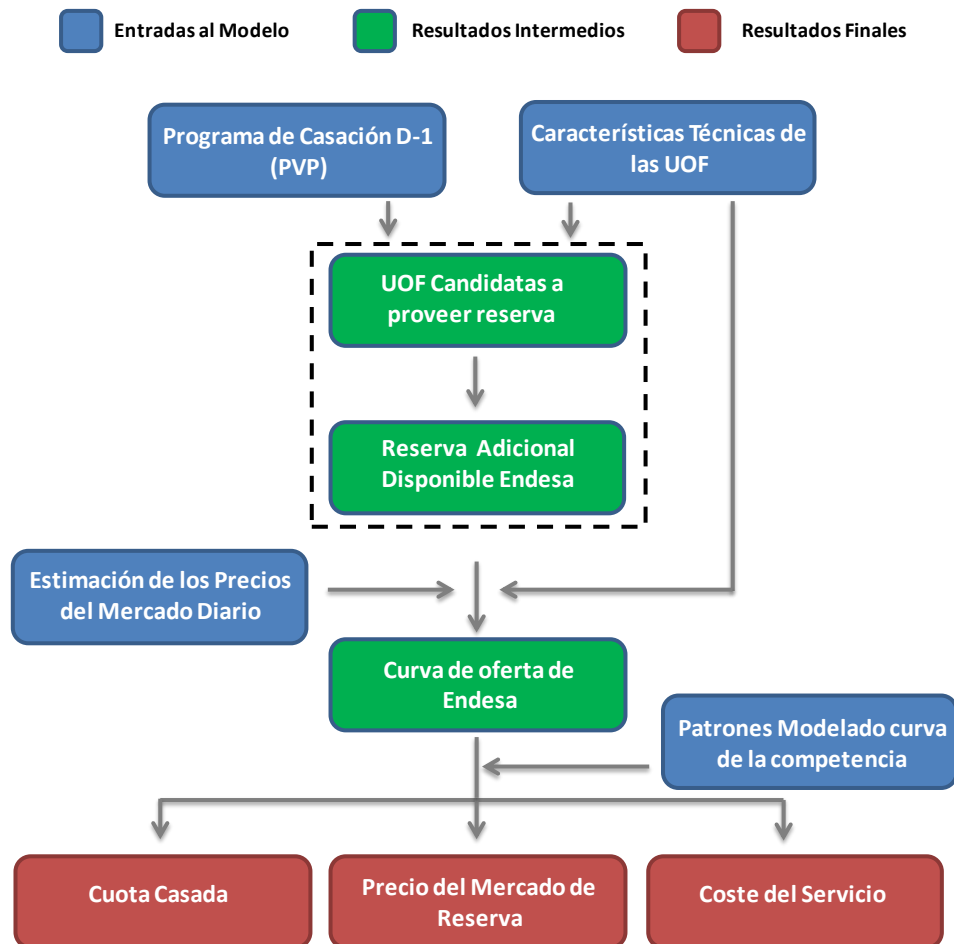 Entradas al Modelo
Resultados Intermedios
Resultados Finales
Programa de Casación D-1
(PVP)
Características Técnicas de
las UOF
UOF Candidatas a
proveer reserva
Reserva Adicional
Disponible Endesa
Estimación de los Precios
del Mercado Diario
Curva de oferta de
Endesa
Patrones Modelado curva
de la competencia
Cuota Casada
Precio del Mercado de
Reserva
Coste del Servicio